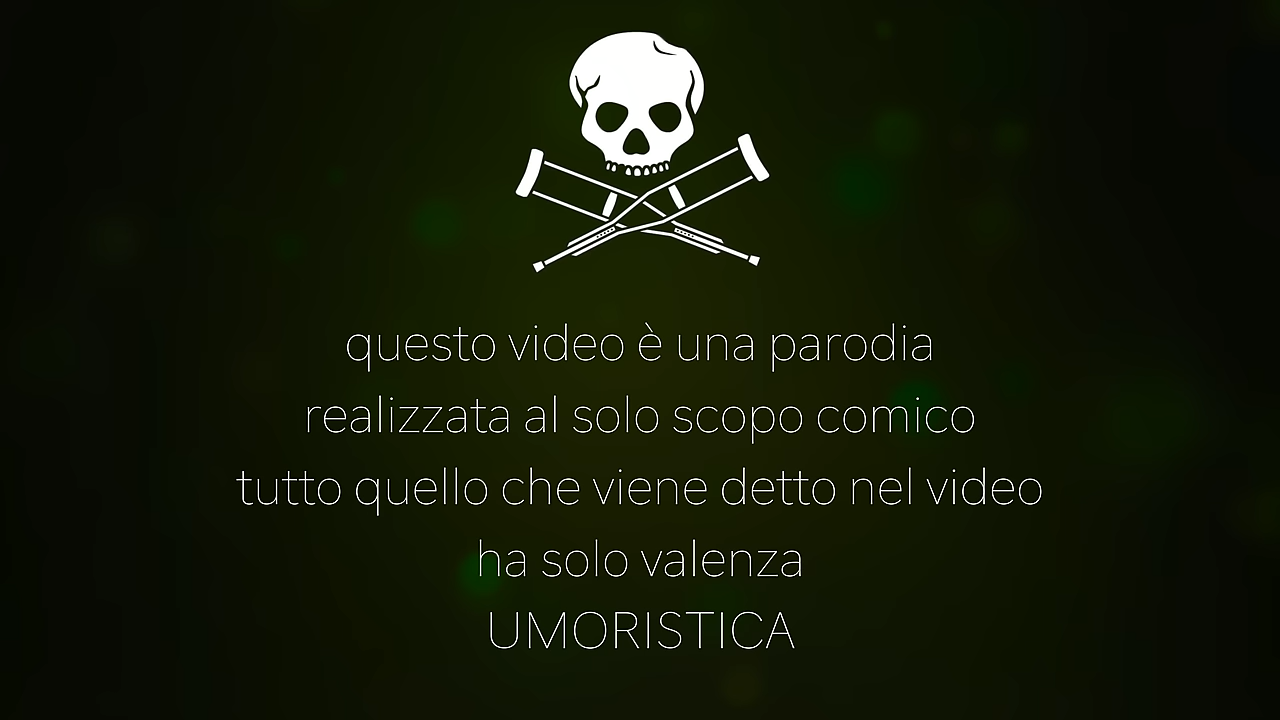 questo video è una parodia
realizzata al solo scopo comico
tutto quello che viene detto nel video
ha solo valenza
UMORISTICA